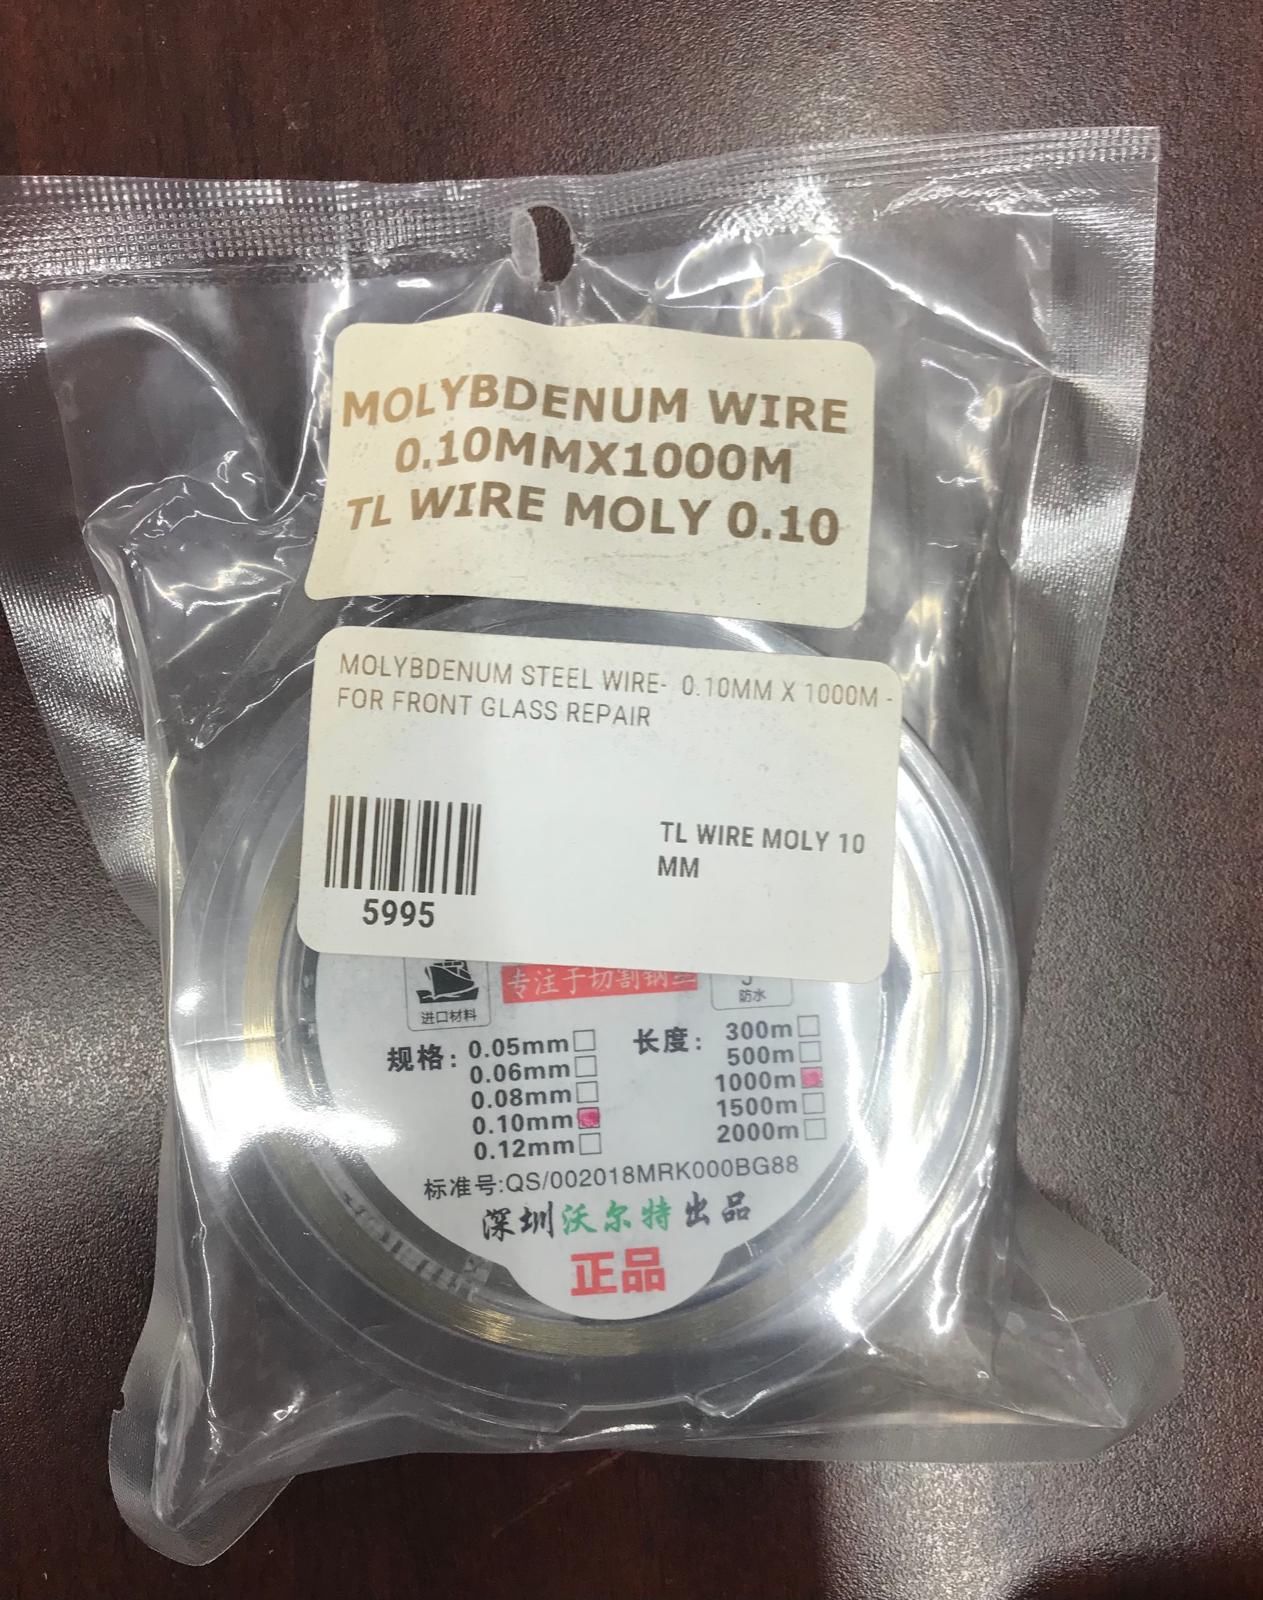 MOLYBDENUM WIRE
0.10MMX1000M
TL WIRE MOLY 0.10
MOLYBDENUM STEEL WIRE- 0.10MM X 1000M -
FOR FRONT GLASS REPAIR
TL WIRE MOLY 10
MM
5995
专注于切割钢丝
进口材料
防水
规格:
0.05mm
0.06mm
0.08mm
0.10mm
0.12mm
长度:
300m
500m
1000m
1500m
2000m
标准号:QS/002018MRK000BG88
深圳沃尔特出品
正品